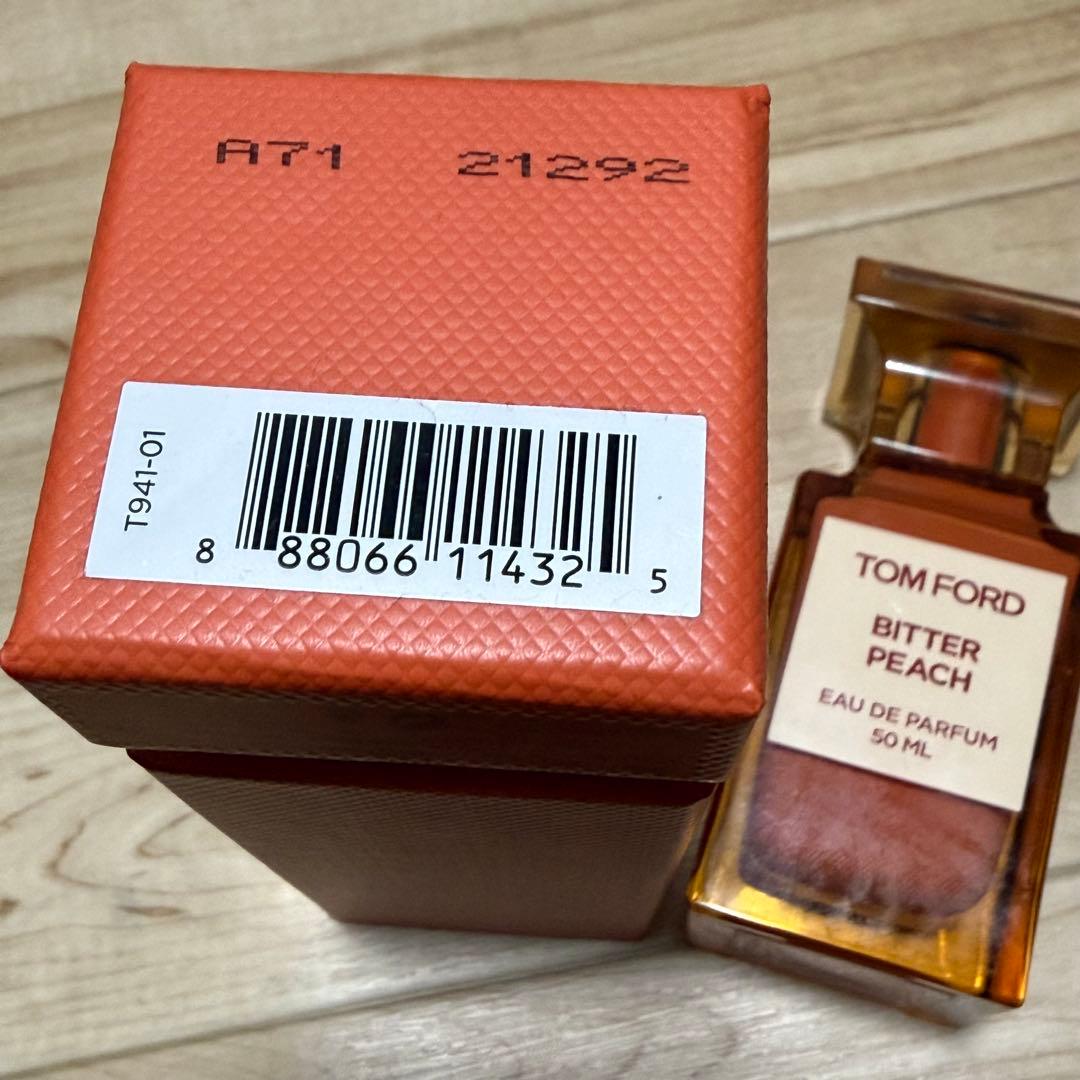 A71 21292
T941-01
8 88066 11432 5
TOM FORD
BITTER
PEACH
EAU DE PARFUM
50 ML